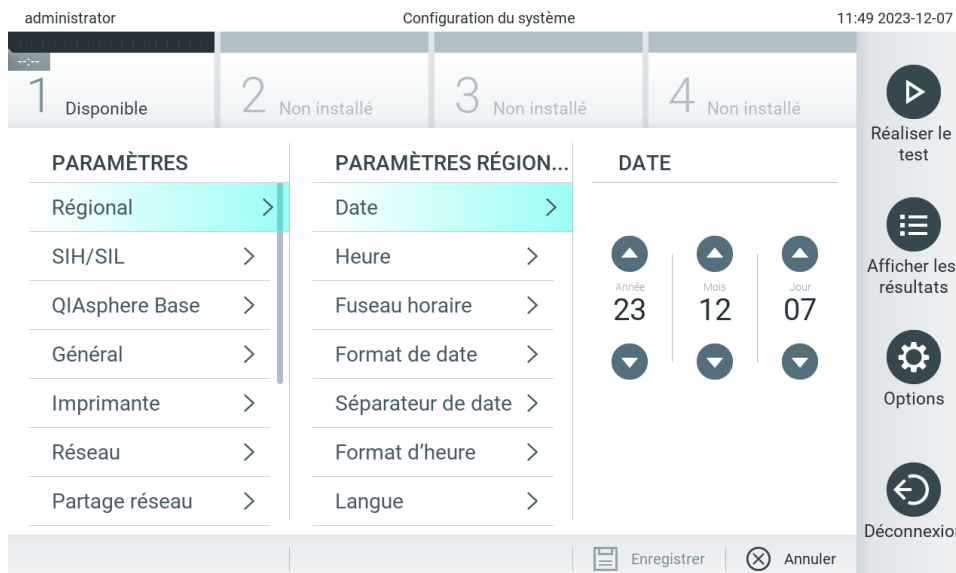 administrator
Configuration du système
11:49 2023-12-07
--:--
1 Disponible
2 Non installé
3 Non installé
4 Non installé
PARAMÈTRES
Régional
SIH/SIL
QIAsphere Base
Général
Imprimante
Réseau
Partage réseau
PARAMÈTRES RÉGION...
Date
Heure
Fuseau horaire
Format de date
Séparateur de date
Format d'heure
Langue
DATE
Année
Mois
Jour
23
12
07
Réaliser le
test
Afficher les
résultats
Options
Déconnexion
Enregistrer
Annuler